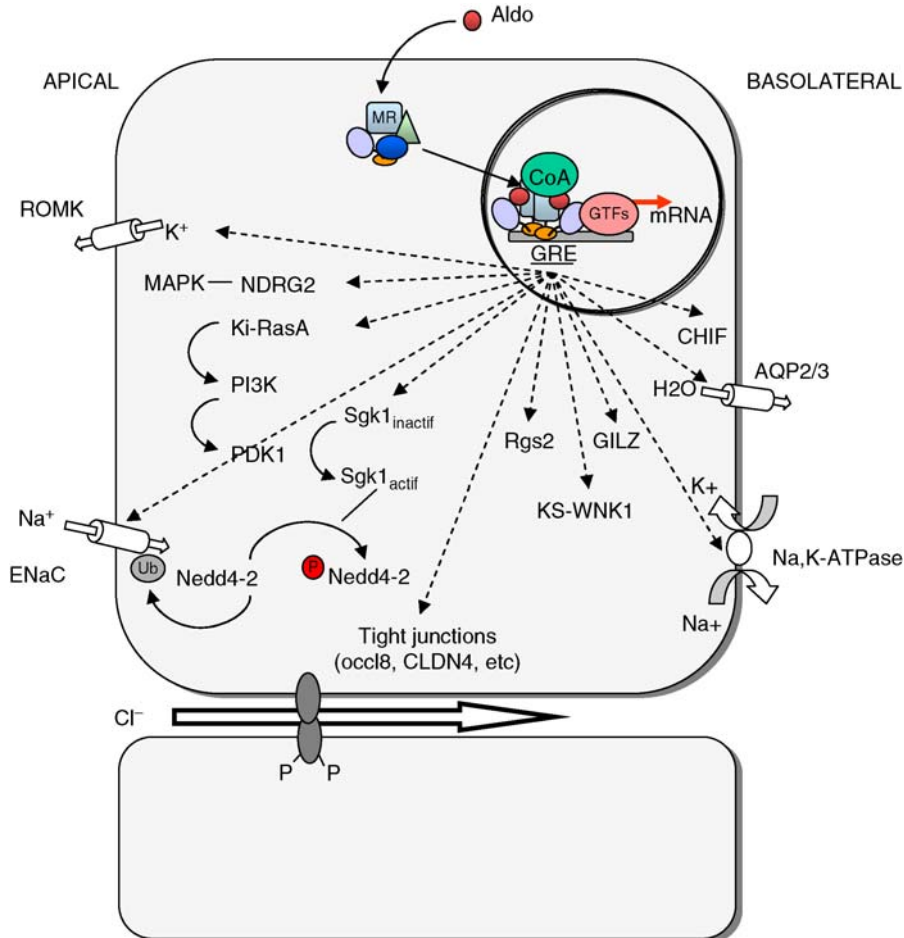 Aldo
APICAL
BASOLATERAL
MR
CoA
GTFs
mRNA
GRE
ROMK
K⁺
MAPK — NDRG2
Ki-RasA
CHIF
PI3K
AQP2/3
H2O
Sgk1inactif
Rgs2
GILZ
PDK1
Sgk1actif
K+
KS-WNK1
Na⁺
Na,K-ATPase
ENaC
Ub
Nedd4-2
P
Nedd4-2
Na+
Tight junctions
(occl8, CLDN4, etc)
Cl⁻
P P